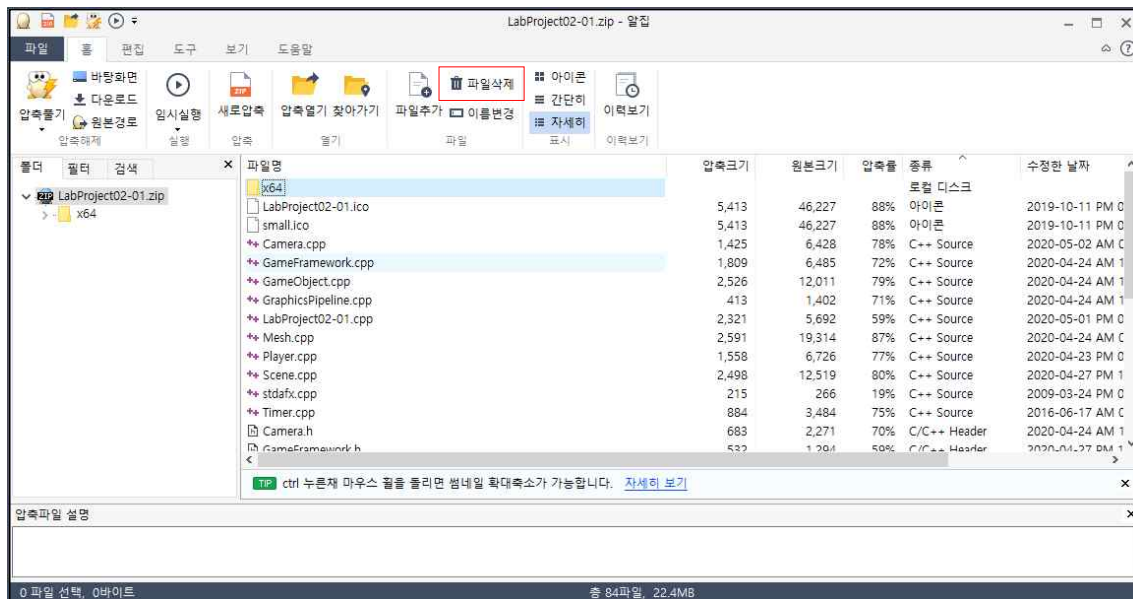 LabProject02-01.zip - 알집
파일 홈 편집 도구 보기 도움말
압축풀기 바탕화면 다운로드 원본경로
임시실행
새로압축
압축열기 찾아가기
파일추가 파일삭제 이름변경
아이콘 간단히 자세히
이력보기
압축해제 실행 압축 열기 파일 표시 이력보기
폴더 필터 검색
LabProject02-01.zip
x64
파일명 압축크기 원본크기 압축률 종류 수정한 날짜
x64 로컬 디스크
LabProject02-01.ico 5,413 46,227 88% 아이콘 2019-10-11 PM
small.ico 5,413 46,227 88% 아이콘 2019-10-11 PM
Camera.cpp 1,425 6,428 78% C++ Source 2020-05-02 AM
GameFramework.cpp 1,809 6,485 72% C++ Source 2020-04-24 AM 1
GameObject.cpp 2,526 12,011 79% C++ Source 2020-04-24 AM 1
GraphicsPipeline.cpp 413 1,402 71% C++ Source 2020-04-24 AM 1
LabProject02-01.cpp 2,321 5,692 59% C++ Source 2020-05-01 PM
Mesh.cpp 2,591 19,314 87% C++ Source 2020-04-24 AM
Player.cpp 1,558 6,726 77% C++ Source 2020-04-23 PM
Scene.cpp 2,498 12,519 80% C++ Source 2020-04-27 PM 1
stdafx.cpp 215 266 19% C++ Source 2009-03-24 PM
Timer.cpp 884 3,484 75% C++ Source 2016-06-17 AM
Camera.h 683 2,271 70% C/C++ Header 2020-04-24 AM 1
GameFramework.h 532 1,294 59% C/C++ Header 2020-04-27 PM 1
TIP ctrl 누른채 마우스 휠을 돌리면 썸네일 확대축소가 가능합니다. 자세히 보기
압축파일 설명
0 파일 선택, 0바이트 총 84파일, 22.4MB